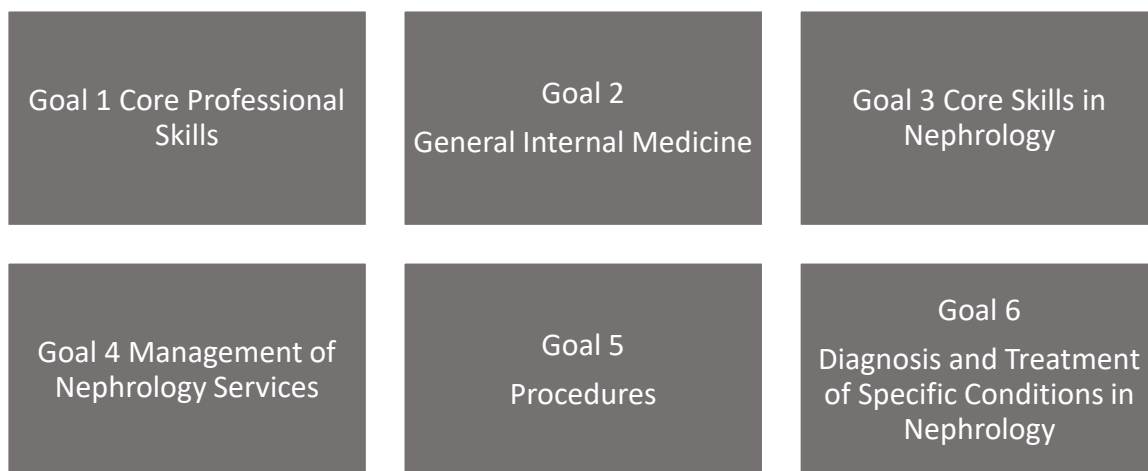 Goal 1 Core Professional
Skills
Goal 2
General Internal Medicine
Goal 3 Core Skills in
Nephrology
Goal 4 Management of
Nephrology Services
Goal 5
Procedures
Goal 6
Diagnosis and Treatment
of Specific Conditions in
Nephrology